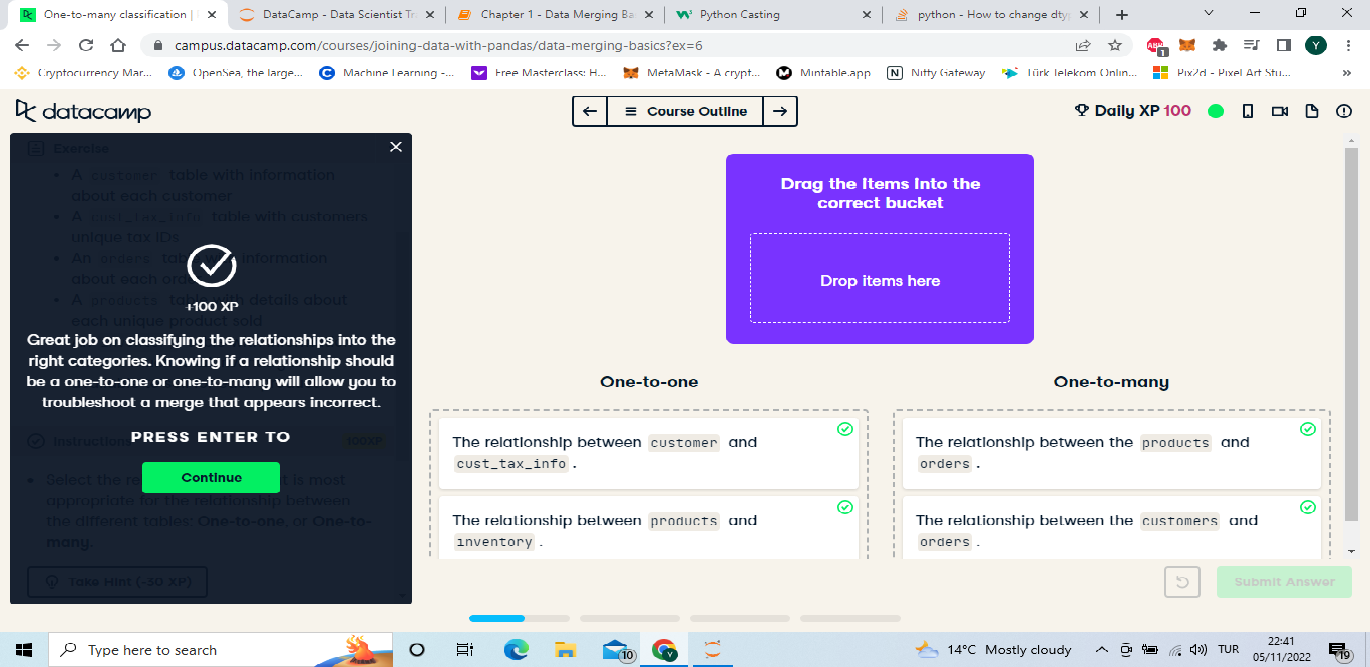 One-to-many classification |
DataCamp - Data Scientist Tr
Chapter 1 - Data Merging Ba
Python Casting
python - How to change dty
campus.datacamp.com/courses/joining-data-with-pandas/data-merging-basics?ex=6
ABP
1
Y
Cryptocurrency Mar...
OpenSea, the large...
Machine Learning -...
Free Masterclass: H...
MetaMask - A crypt...
Mintable.app
Nifty Gateway
Türk Telekom Onlin...
Pix2d - Pixel Art Stu...
datacamp
Course Outline
Daily XP 100
Exercise
A customer table with information
about each customer
A cust_tax_info table with customers
unique tax IDs
An orders table with information
about each order
A products table with details about
each unique product sold
+100 XP
Great job on classifying the relationships into the
right categories. Knowing if a relationship should
be a one-to-one or one-to-many will allow you to
troubleshoot a merge that appears incorrect.
Instructions
100XP
PRESS ENTER TO
Continue
Select the re
t is most
appropriate for the relationship between
the different tables: One-to-one, or One-to-
many.
Take Hint (-30 XP)
Drag the items into the
correct bucket
Drop items here
One-to-one
The relationship between customer and
cust_tax_info .
The relationship between products and
inventory .
One-to-many
The relationship between the products and
orders .
The relationship between the customers and
orders .
Submit Answer
Type here to search
10
Y
14°C Mostly cloudy
TUR
22:41
05/11/2022
19